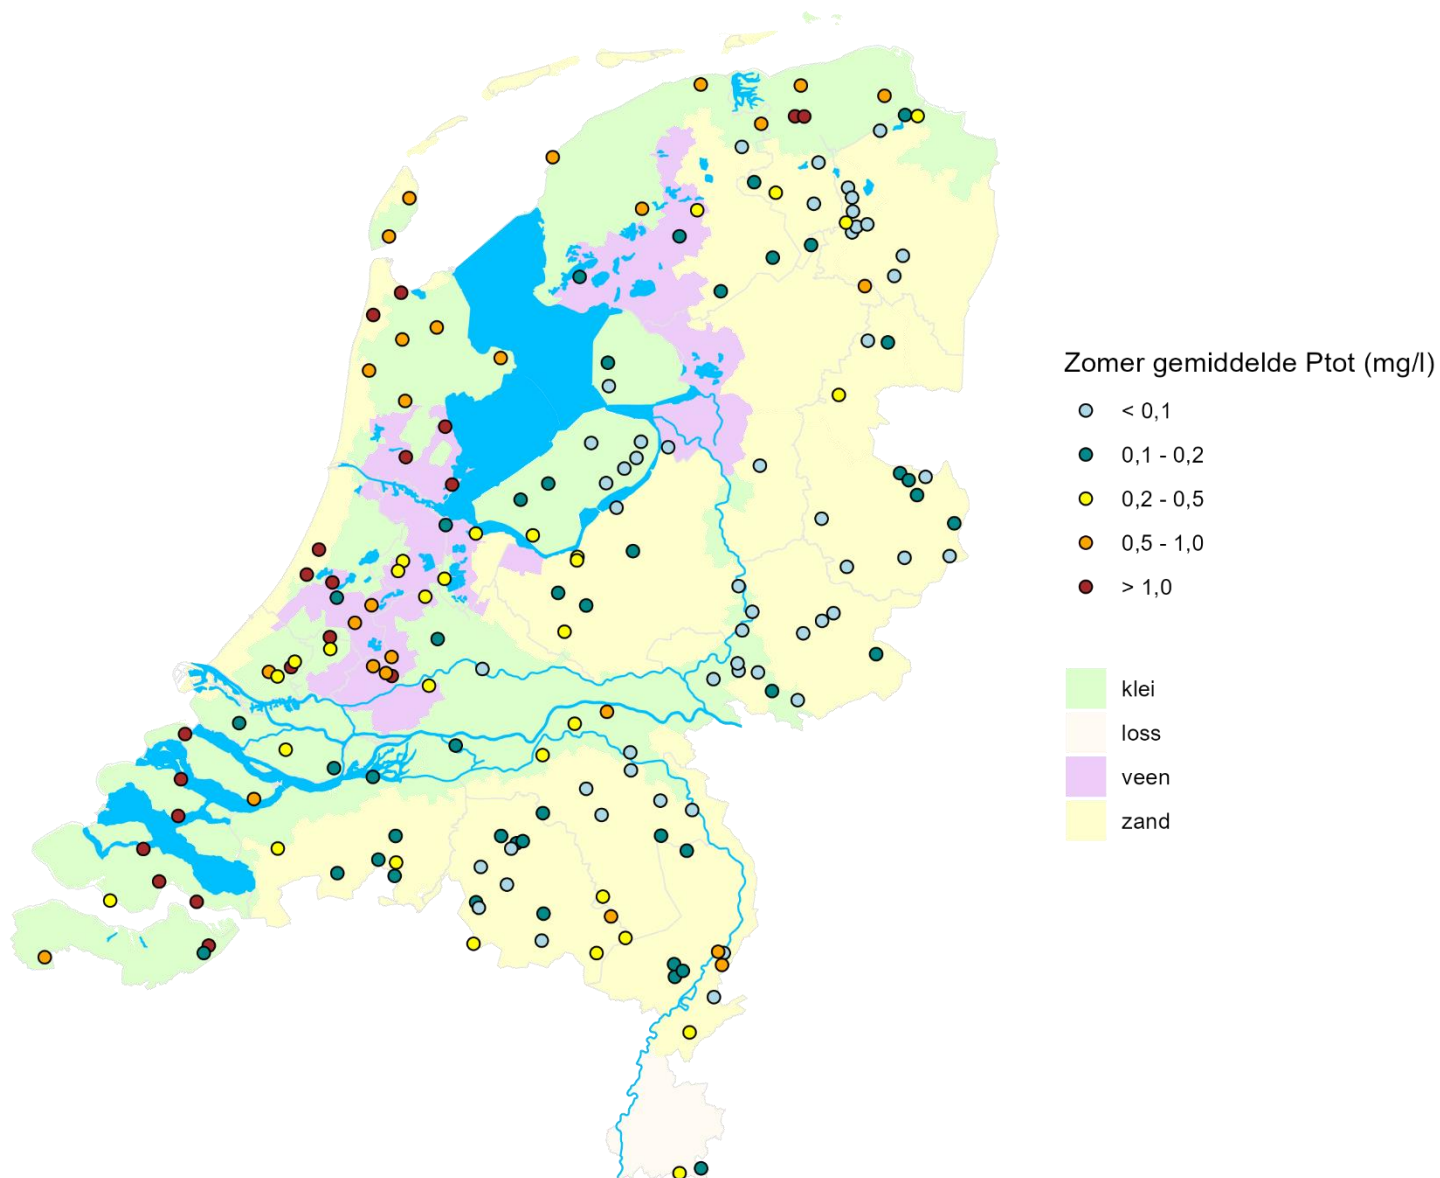 Zomer gemiddelde Ptot (mg/l)
< 0,1
0,1 - 0,2
0,2 - 0,5
0,5 - 1,0
> 1,0
klei
loss
veen
zand